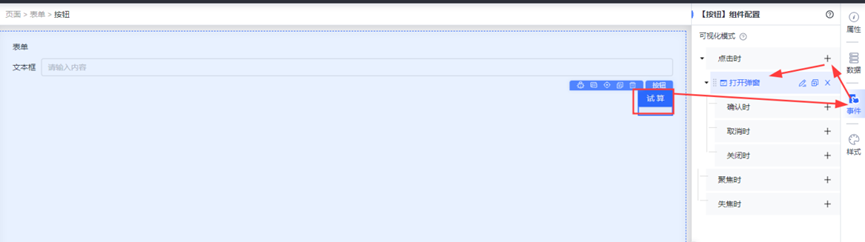 页面 > 表单 > 按钮
【按钮】组件配置
属性
可视化模式
表单
点击时
文本框 请输入内容
数据
按钮
打开弹窗
试算
确认时
事件
取消时
样式
关闭时
聚焦时
失焦时